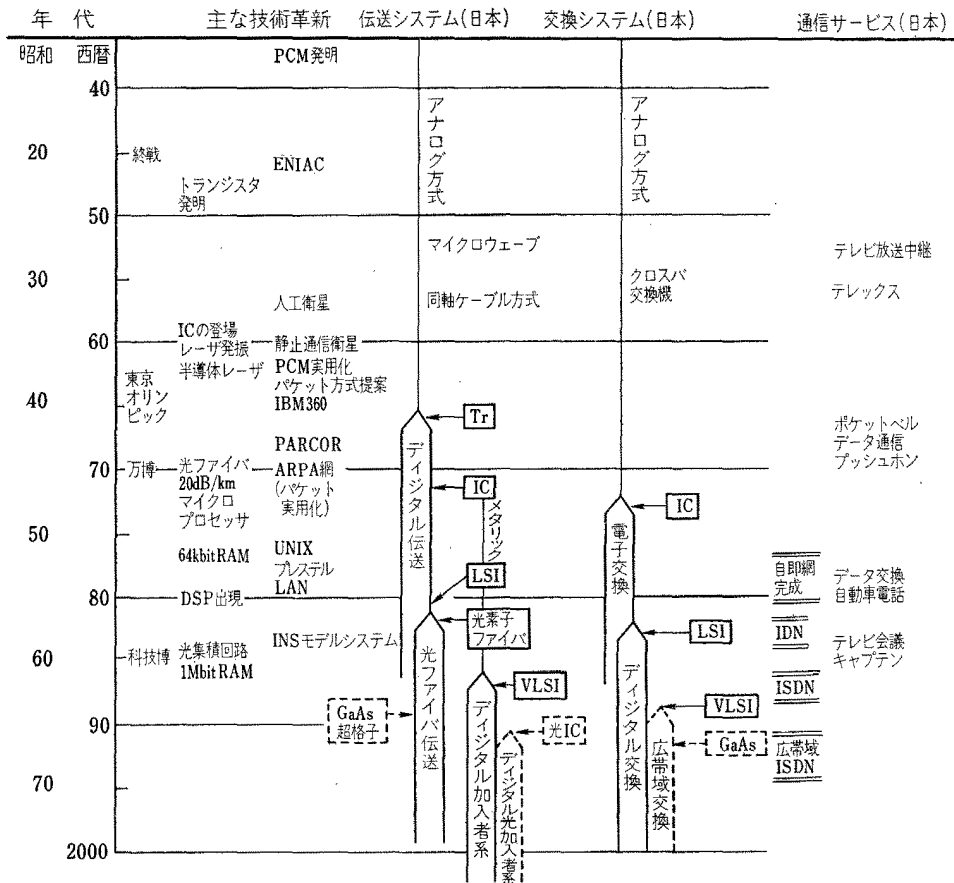 年 代 主な技術革新 伝送システム(日本) 交換システム(日本) 通信サービス(日本)
昭和 西暦 PCM発明
40
アナログ方式
アナログ方式
20 終戦 ENIAC
トランジスタ
発明
50
マイクロウェーブ
テレビ放送中継
30
クロスバ
交換機
人工衛星 同軸ケーブル方式
テレックス
ICの登場
60 レーザ発振 静止通信衛星
半導体レーザ PCM実用化
パケット方式提案
IBM360
東京
オリン
ピック
40
Tr
ディジタル伝送
ポケットベル
データ通信
プッシュホン
PARCOR
70 万博 光ファイバ ARPA網
20dB/km (パケット
マイクロ 実用化)
プロセッサ
IC
メタリック
IC
電子交換
50
64kbitRAM UNIX
プレステル
LAN
LSI
自即網
完成
データ交換
自動車電話
80 DSP出現
光素子
ファイバ
LSI
IDN
テレビ会議
キャプテン
60 科技博 光集積回路 INSモデルシステム
1MbitRAM
光ファイバ伝送
VLSI
ディジタル交換
ISDN
VLSI
GaAs
超格子
90
ディジタル加入者系
光IC
ディジタル光加入者系
広帯域交換
GaAs
広帯域
ISDN
70
2000